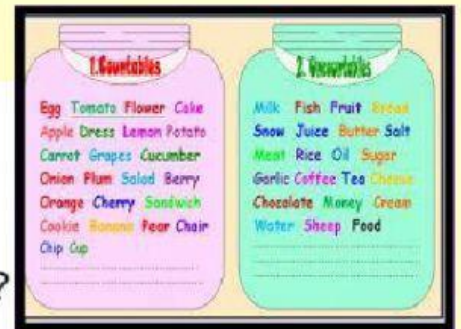 1.Countables
Egg Tomato Flower Cake
Apple Dress Lemon Potato
Carrot Grapes Cucumber
Onion Plum Salad Berry
Orange Cherry Sandwich
Cookie Banana Pear Chair
Chip Cup
2. Uncountables
Milk Fish Fruit Bread
Snow Juice Butter Salt
Meat Rice Oil Sugar
Garlic Coffee Tea Cheese
Chocolate Money Cream
Water Sheep Food
?